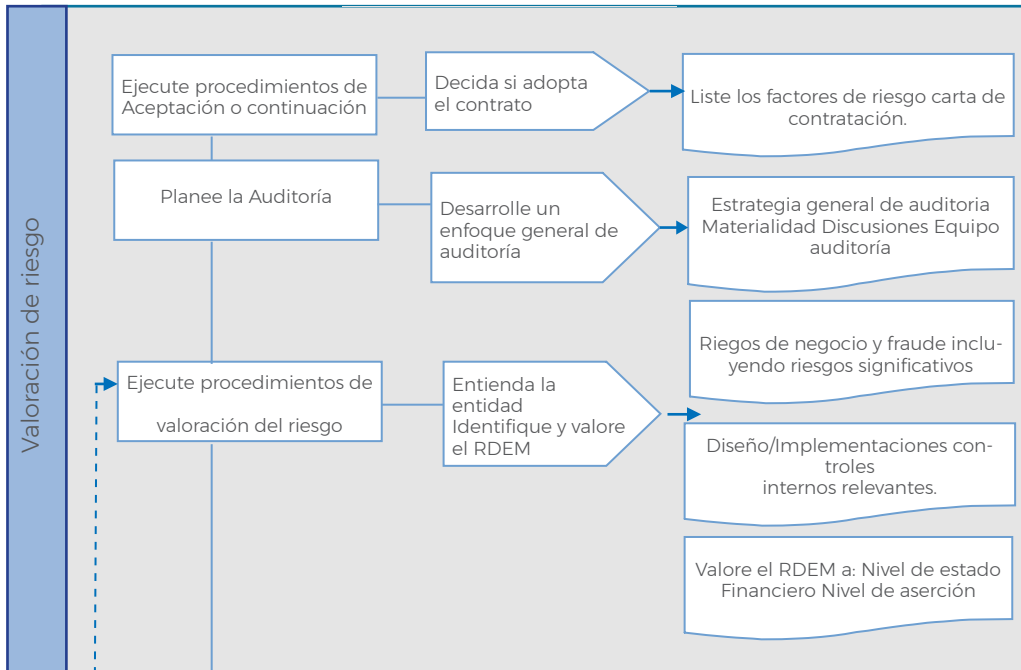 Valoración de riesgo
Ejecute procedimientos de
Aceptación o continuación
Decida si adopta
el contrato
Liste los factores de riesgo carta de
contratación.
Planee la Auditoría
Desarrolle un
enfoque general de
auditoría
Estrategia general de auditoria
Materialidad Discusiones Equipo
auditoría
Riegos de negocio y fraude inclu-
yendo riesgos significativos
Ejecute procedimientos de
valoración del riesgo
Entienda la
entidad
Identifique y valore
el RDEM
Diseño/Implementaciones con-
troles
internos relevantes.
Valore el RDEM a: Nivel de estado
Financiero Nivel de aserción